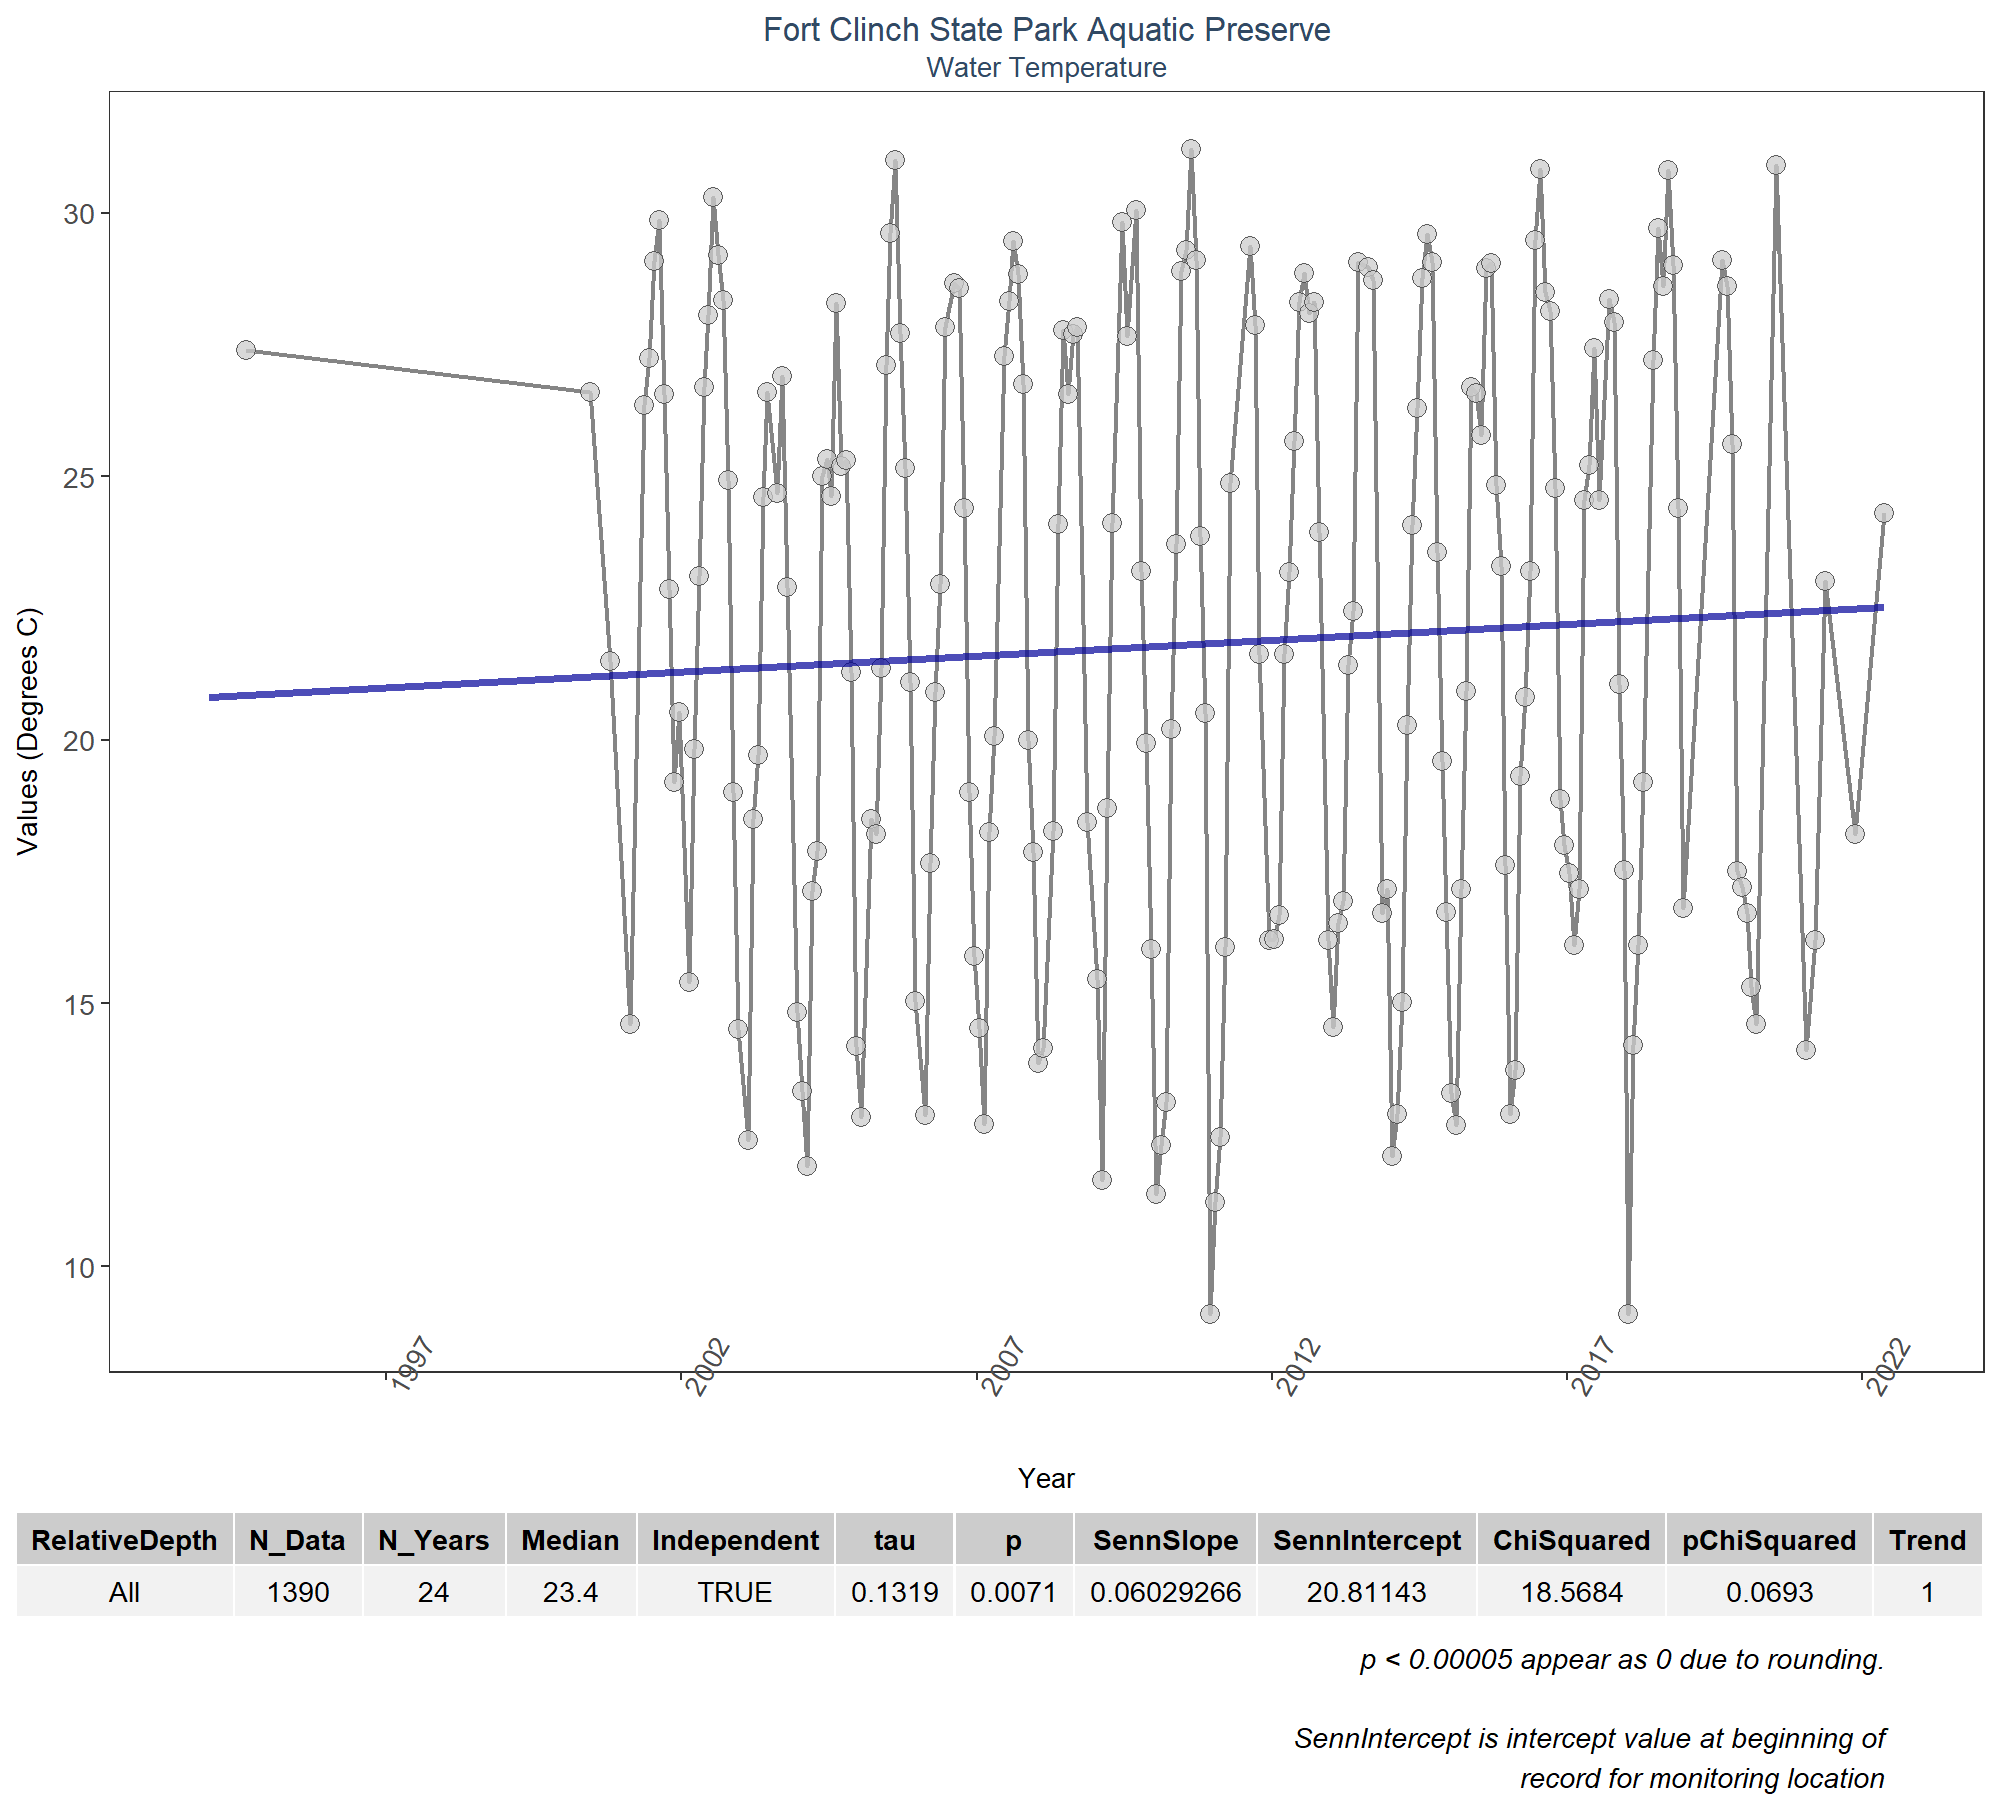 Fort Clinch State Park Aquatic Preserve
Water Temperature
Values (Degrees C)
30
25
20
15
10
1997 2002 2007 2012 2017 2022
Year
RelativeDepth N_Data N_Years Median Independent tau p SennSlope SennIntercept ChiSquared pChiSquared Trend
All 1390 24 23.4 TRUE 0.1319 0.0071 0.06029266 20.81143 18.5684 0.0693 1
p < 0.00005 appear as 0 due to rounding.
SennIntercept is intercept value at beginning of
record for monitoring location